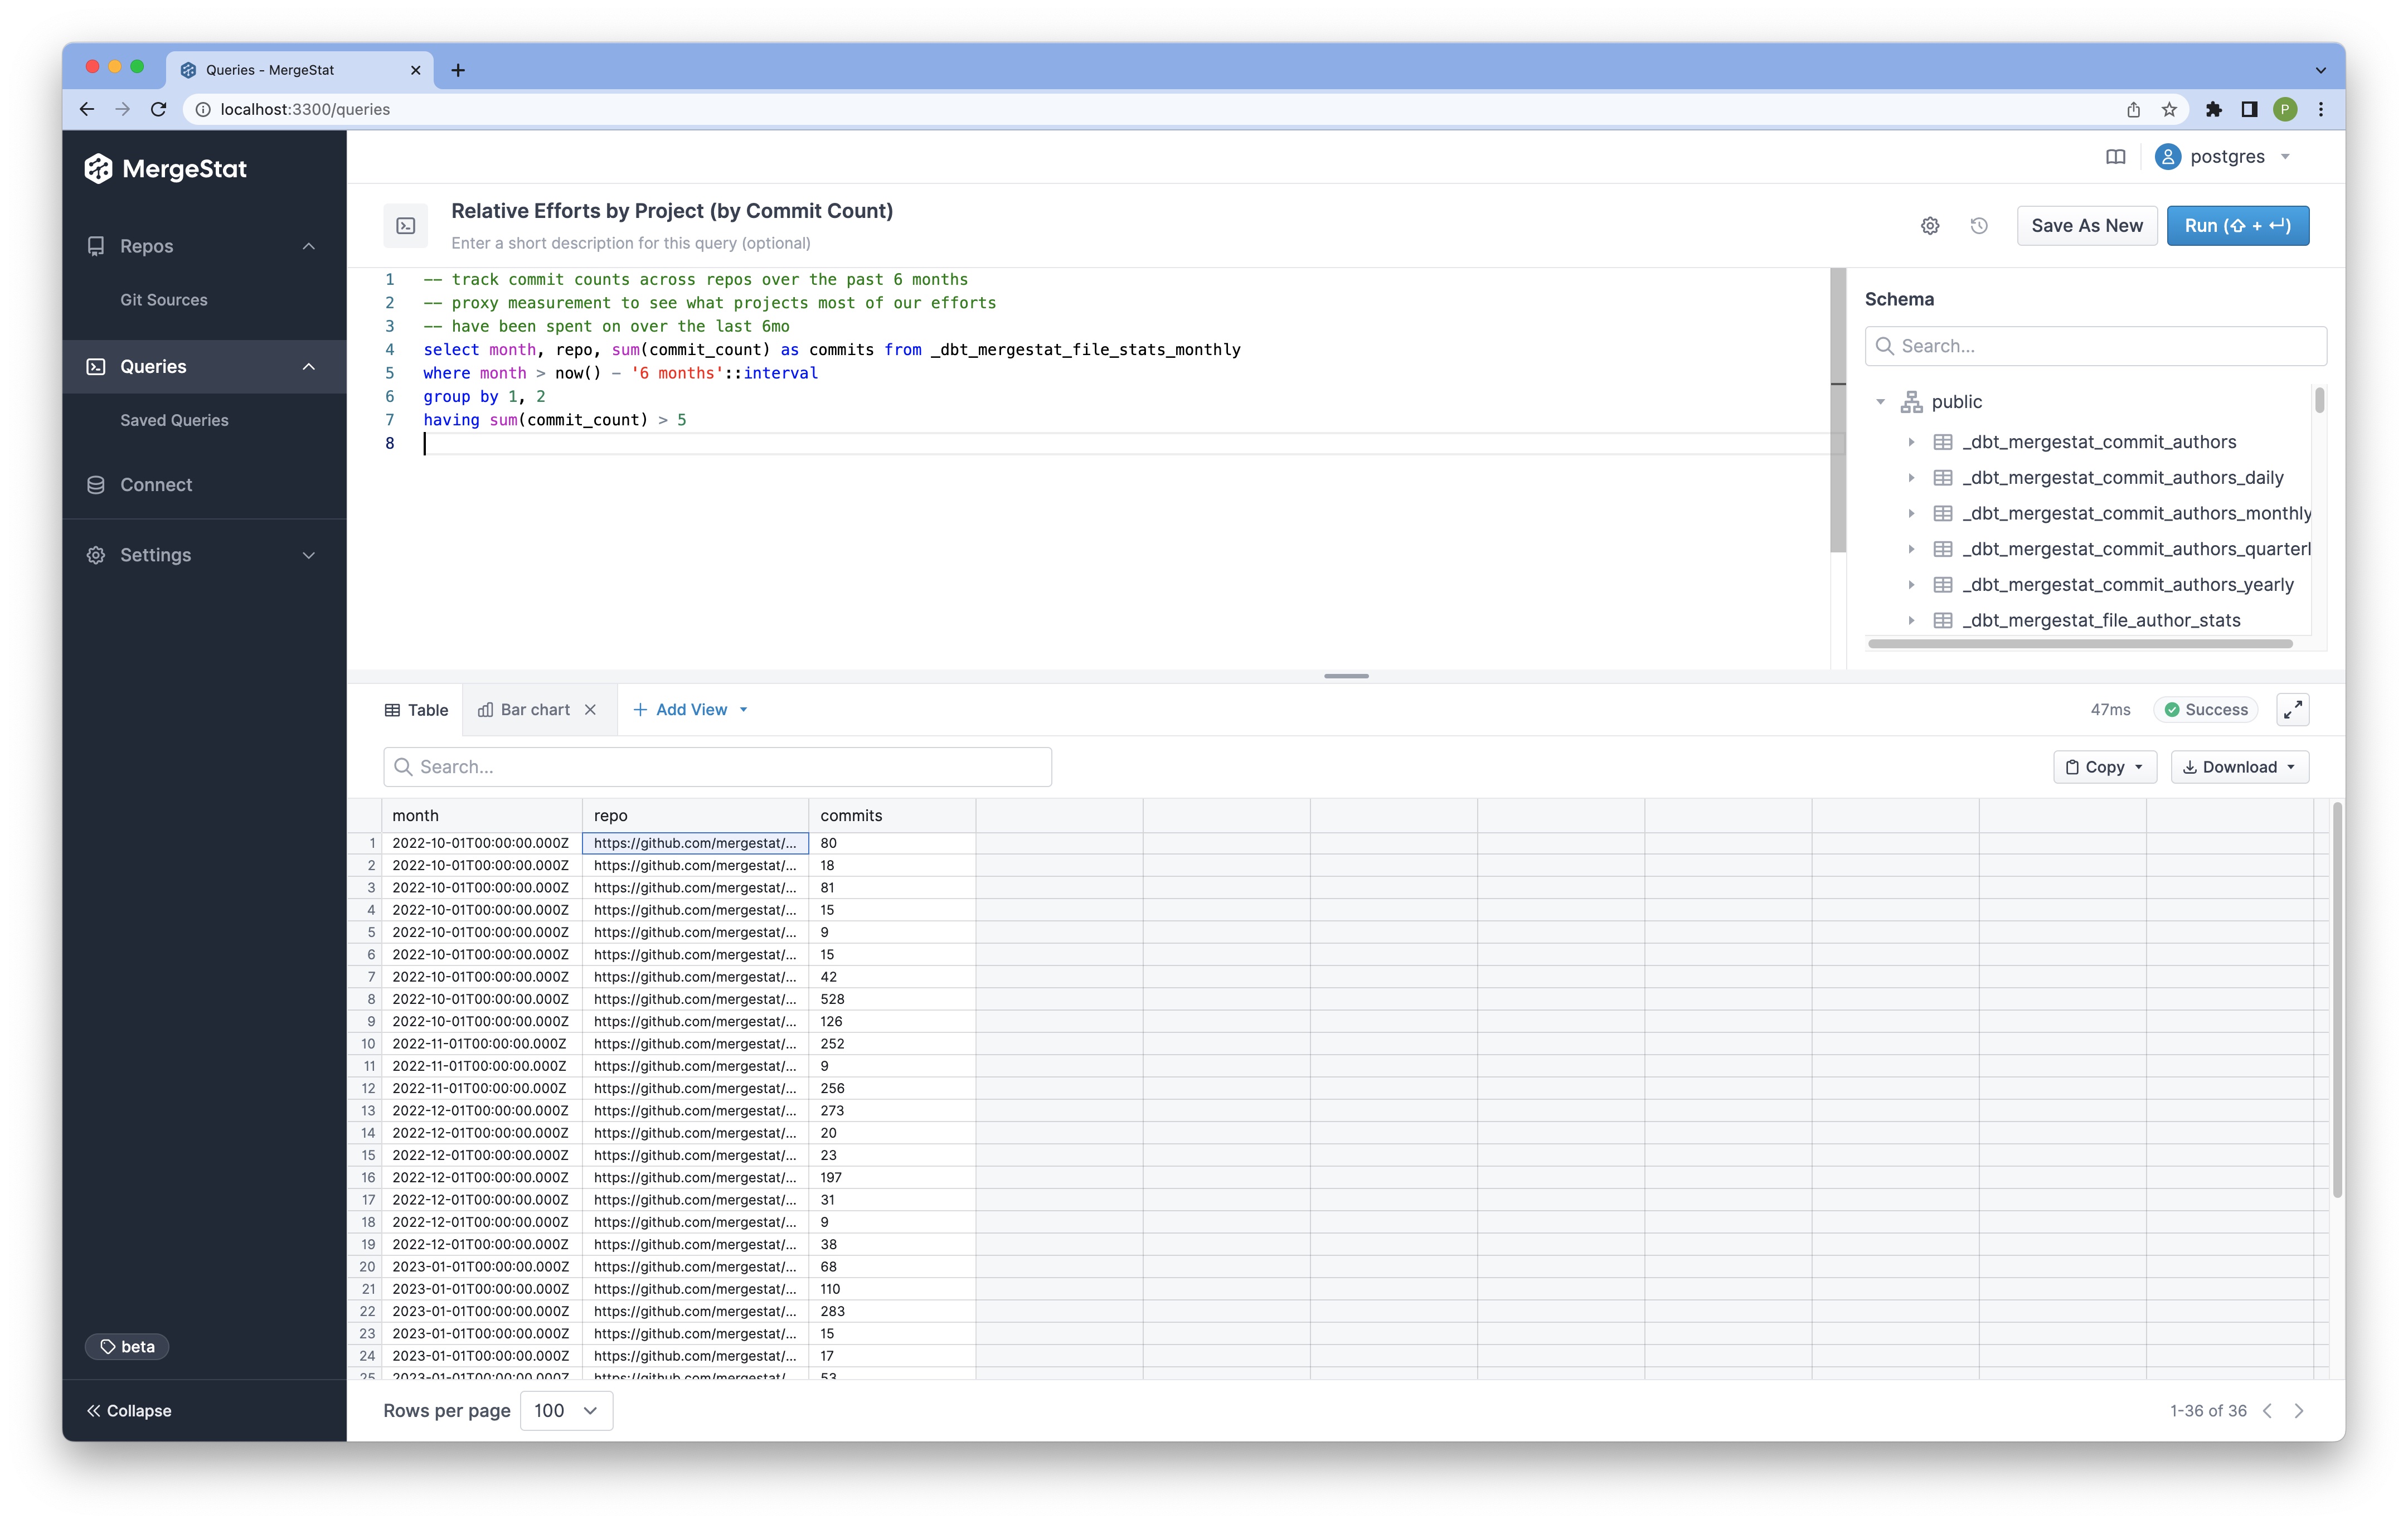 Queries - MergeStat
localhost:3300/queries
P
MergeStat
postgres
Repos
Git Sources
Queries
Saved Queries
Connect
Settings
beta
Collapse
Relative Efforts by Project (by Commit Count)
Enter a short description for this query (optional)
Save As New
Run (⇧ + ↵)
1 -- track commit counts across repos over the past 6 months
2 -- proxy measurement to see what projects most of our efforts
3 -- have been spent on over the last 6mo
4 select month, repo, sum(commit_count) as commits from _dbt_mergestat_file_stats_monthly
5 where month > now() - '6 months'::interval
6 group by 1, 2
7 having sum(commit_count) > 5
8
Schema
Search...
public
_dbt_mergestat_commit_authors
_dbt_mergestat_commit_authors_daily
_dbt_mergestat_commit_authors_monthly
_dbt_mergestat_commit_authors_quarterl
_dbt_mergestat_commit_authors_yearly
_dbt_mergestat_file_author_stats
Table Bar chart Add View
47ms Success
Search...
Copy Download
month repo commits
1 2022-10-01T00:00:00.000Z https://github.com/mergestat/... 80
2 2022-10-01T00:00:00.000Z https://github.com/mergestat/... 18
3 2022-10-01T00:00:00.000Z https://github.com/mergestat/... 81
4 2022-10-01T00:00:00.000Z https://github.com/mergestat/... 15
5 2022-10-01T00:00:00.000Z https://github.com/mergestat/... 9
6 2022-10-01T00:00:00.000Z https://github.com/mergestat/... 15
7 2022-10-01T00:00:00.000Z https://github.com/mergestat/... 42
8 2022-10-01T00:00:00.000Z https://github.com/mergestat/... 528
9 2022-10-01T00:00:00.000Z https://github.com/mergestat/... 126
10 2022-11-01T00:00:00.000Z https://github.com/mergestat/... 252
11 2022-11-01T00:00:00.000Z https://github.com/mergestat/... 9
12 2022-11-01T00:00:00.000Z https://github.com/mergestat/... 256
13 2022-12-01T00:00:00.000Z https://github.com/mergestat/... 273
14 2022-12-01T00:00:00.000Z https://github.com/mergestat/... 20
15 2022-12-01T00:00:00.000Z https://github.com/mergestat/... 23
16 2022-12-01T00:00:00.000Z https://github.com/mergestat/... 197
17 2022-12-01T00:00:00.000Z https://github.com/mergestat/... 31
18 2022-12-01T00:00:00.000Z https://github.com/mergestat/... 9
19 2022-12-01T00:00:00.000Z https://github.com/mergestat/... 38
20 2023-01-01T00:00:00.000Z https://github.com/mergestat/... 68
21 2023-01-01T00:00:00.000Z https://github.com/mergestat/... 110
22 2023-01-01T00:00:00.000Z https://github.com/mergestat/... 283
23 2023-01-01T00:00:00.000Z https://github.com/mergestat/... 15
24 2023-01-01T00:00:00.000Z https://github.com/mergestat/... 17
25 2023-01-01T00:00:00.000Z https://github.com/mergestat/... 53
Rows per page 100
1-36 of 36